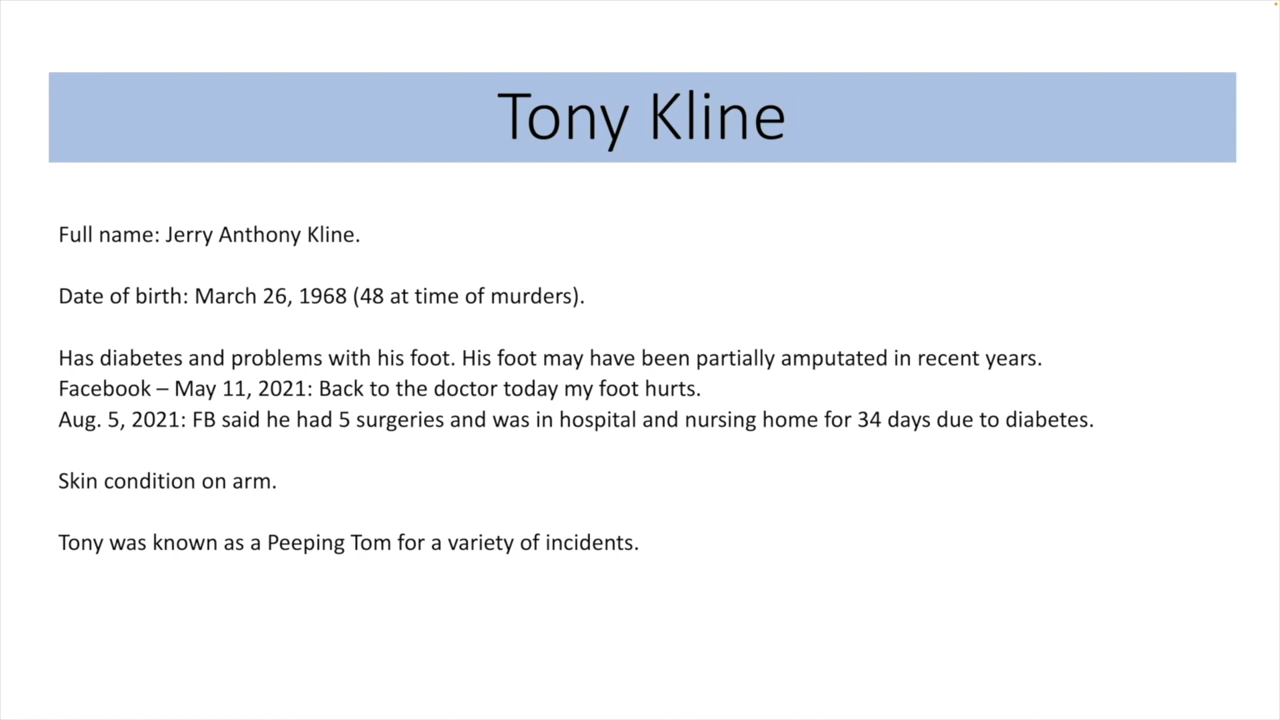 Tony Kline
Full name: Jerry Anthony Kline.
Date of birth: March 26, 1968 (48 at time of murders).
Has diabetes and problems with his foot. His foot may have been partially amputated in recent years.
Facebook – May 11, 2021: Back to the doctor today my foot hurts.
Aug. 5, 2021: FB said he had 5 surgeries and was in hospital and nursing home for 34 days due to diabetes.
Skin condition on arm.
Tony was known as a Peeping Tom for a variety of incidents.